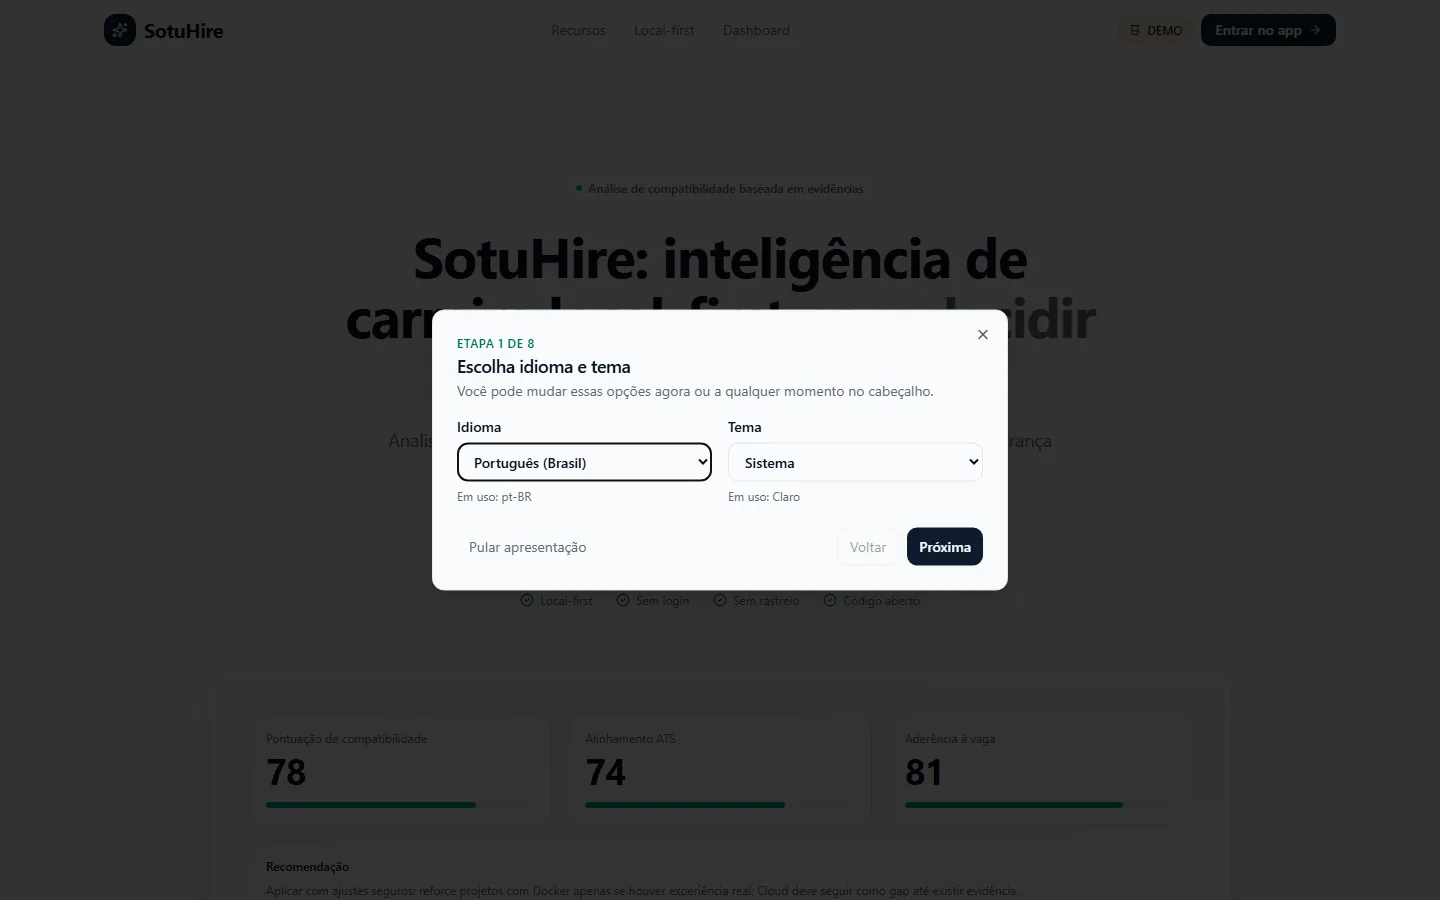 SotuHire
Recursos
Local-first
Dashboard
DEMO
Entrar no app
Análise de compatibilidade baseada em evidências
SotuHire: inteligência de
ETAPA 1 DE 8
Escolha idioma e tema
Você pode mudar essas opções agora ou a qualquer momento no cabeçalho.
Idioma
Tema
Português (Brasil)
Sistema
Em uso: pt-BR
Em uso: Claro
Pular apresentação
Voltar
Próxima
Local-first
Sem login
Sem rastreio
Código aberto
Pontuação de compatibilidade
Alinhamento ATS
Aderência à vaga
78
74
81
Recomendação
Aplicar com ajustes seguros: reforce projetos com Docker apenas se houver experiência real; Cloud deve seguir como gap até existir evidência.